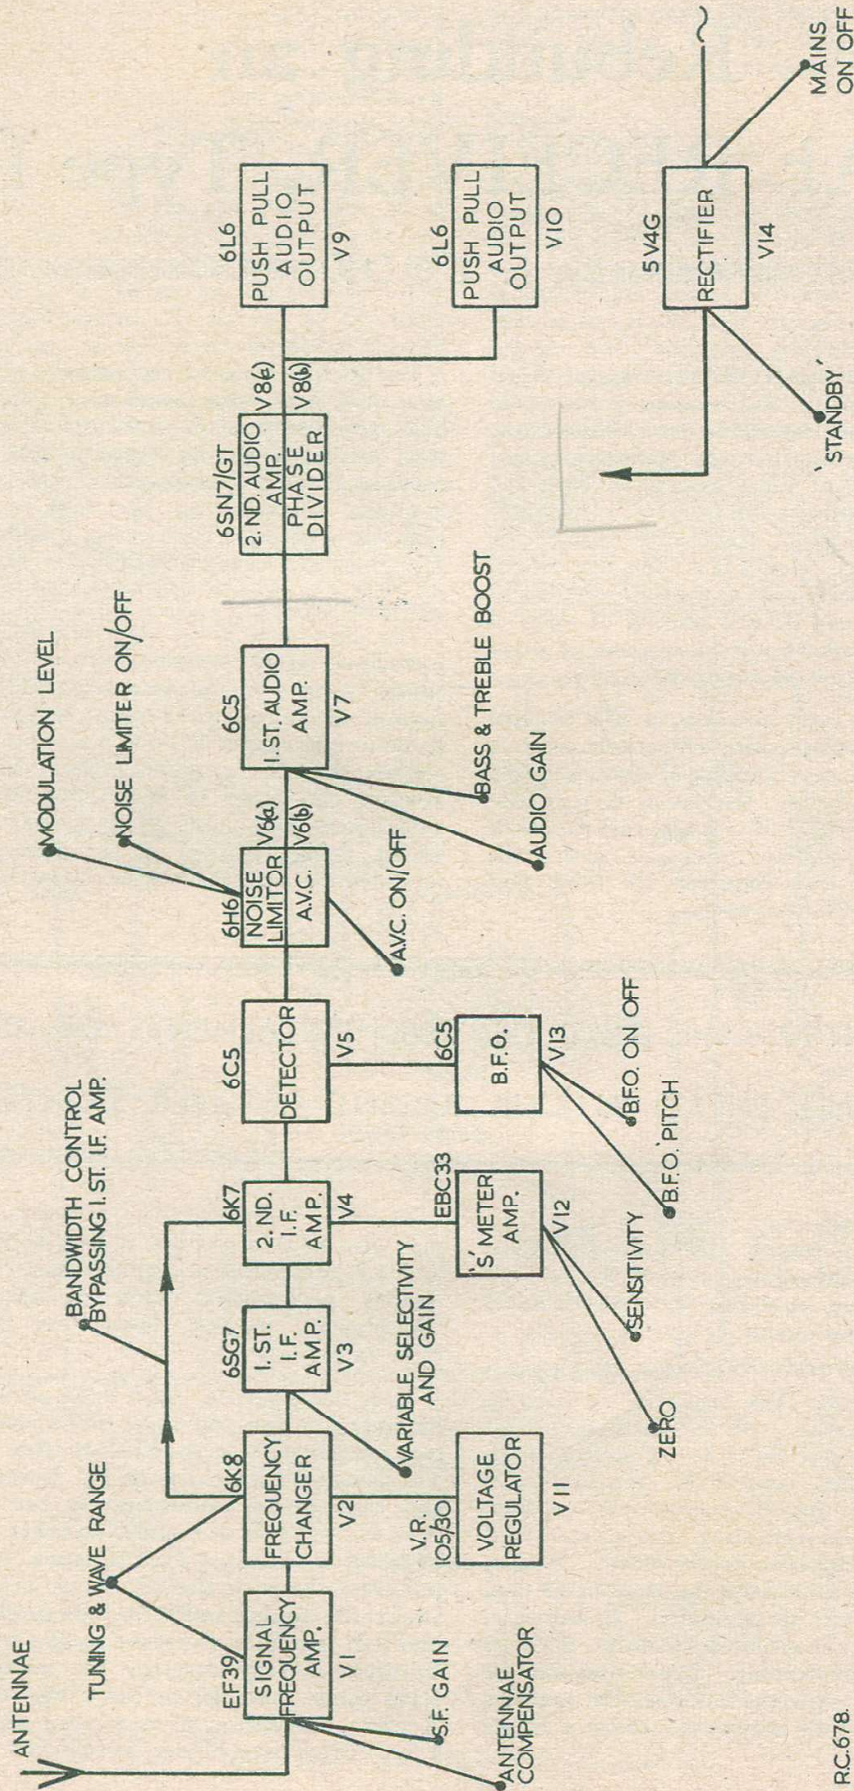 ANTENNAE
TUNING & WAVE RANGE
BANDWIDTH CONTROL
BYPASSING 1.ST. I.F. AMP.
MODULATION LEVEL
NOISE LIMITER ON/OFF
EF39
SIGNAL
FREQUENCY
AMP.
V1
S.F. GAIN
ANTENNAE
COMPENSATOR
6K8
FREQUENCY
CHANGER
V2
V.R.
105/30
VOLTAGE
REGULATOR
V11
6SG7
1.ST.
I.F.
AMP.
V3
VARIABLE SELECTIVITY
AND GAIN
6K7
2.ND.
I.F.
AMP.
V4
EBC33
'S' METER
AMP.
V12
SENSITIVITY
ZERO
6C5
DETECTOR
V5
6C5
B.F.O.
V13
B.F.O. ON OFF
B.F.O. PITCH
6H6
NOISE
LIMITOR
V6(a)
A.V.C.
V6(b)
A.V.C. ON/OFF
6C5
1.ST. AUDIO
AMP.
V7
BASS & TREBLE BOOST
AUDIO GAIN
6SN7/GT
2.ND. AUDIO
AMP.
V8(a)
PHASE
DIVIDER
V8(b)
6L6
PUSH PULL
AUDIO
OUTPUT
V9
6L6
PUSH PULL
AUDIO
OUTPUT
V10
5V4G
RECTIFIER
V14
'STANDBY'
MAINS
ON OFF
R.C.678.